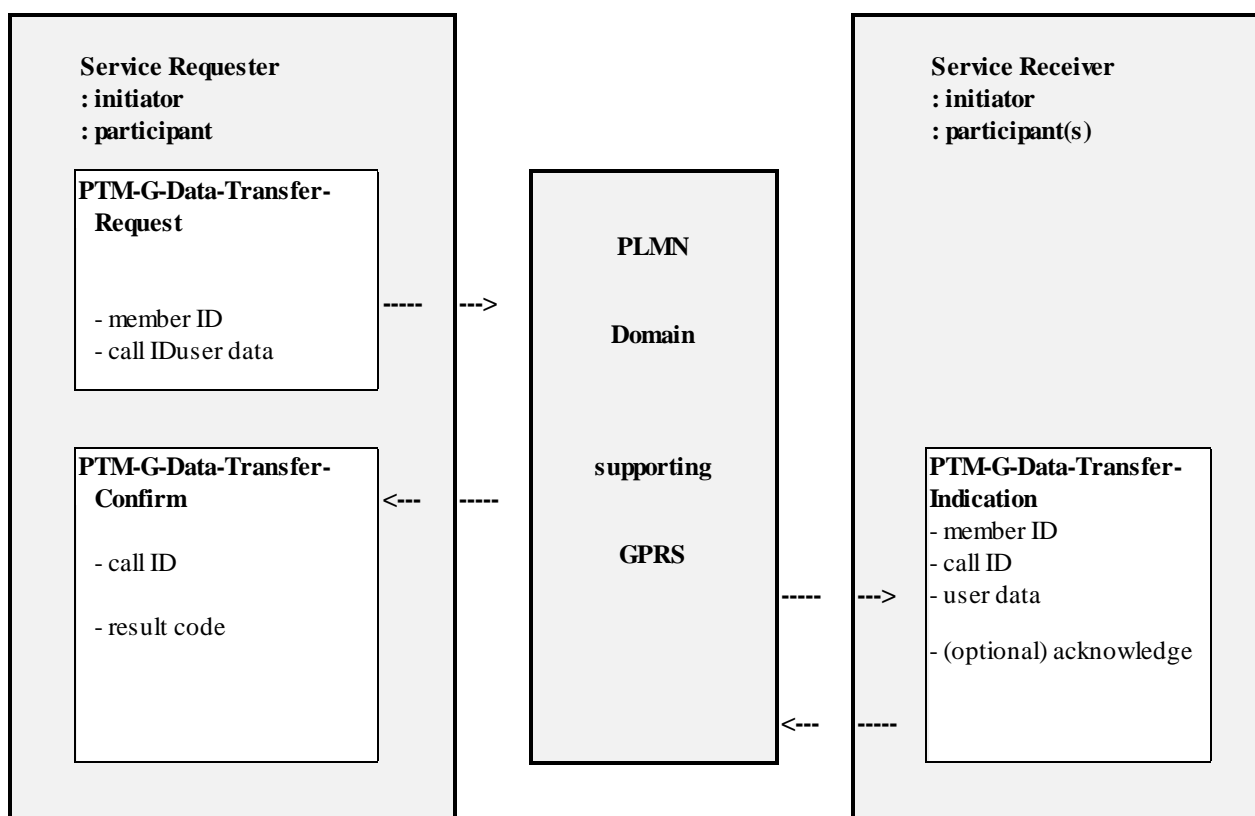 Service Requester
: initiator
: participant
PTM-G-Data-Transfer-
Request
- member ID
- call IDuser data
----- --->
PTM-G-Data-Transfer-
Confirm
<--- -----
- call ID
- result code
PLMN
Domain
supporting
GPRS
Service Receiver
: initiator
: participant(s)
PTM-G-Data-Transfer-
Indication
- member ID
- call ID
----- --->
- user data
- (optional) acknowledge
<--- -----